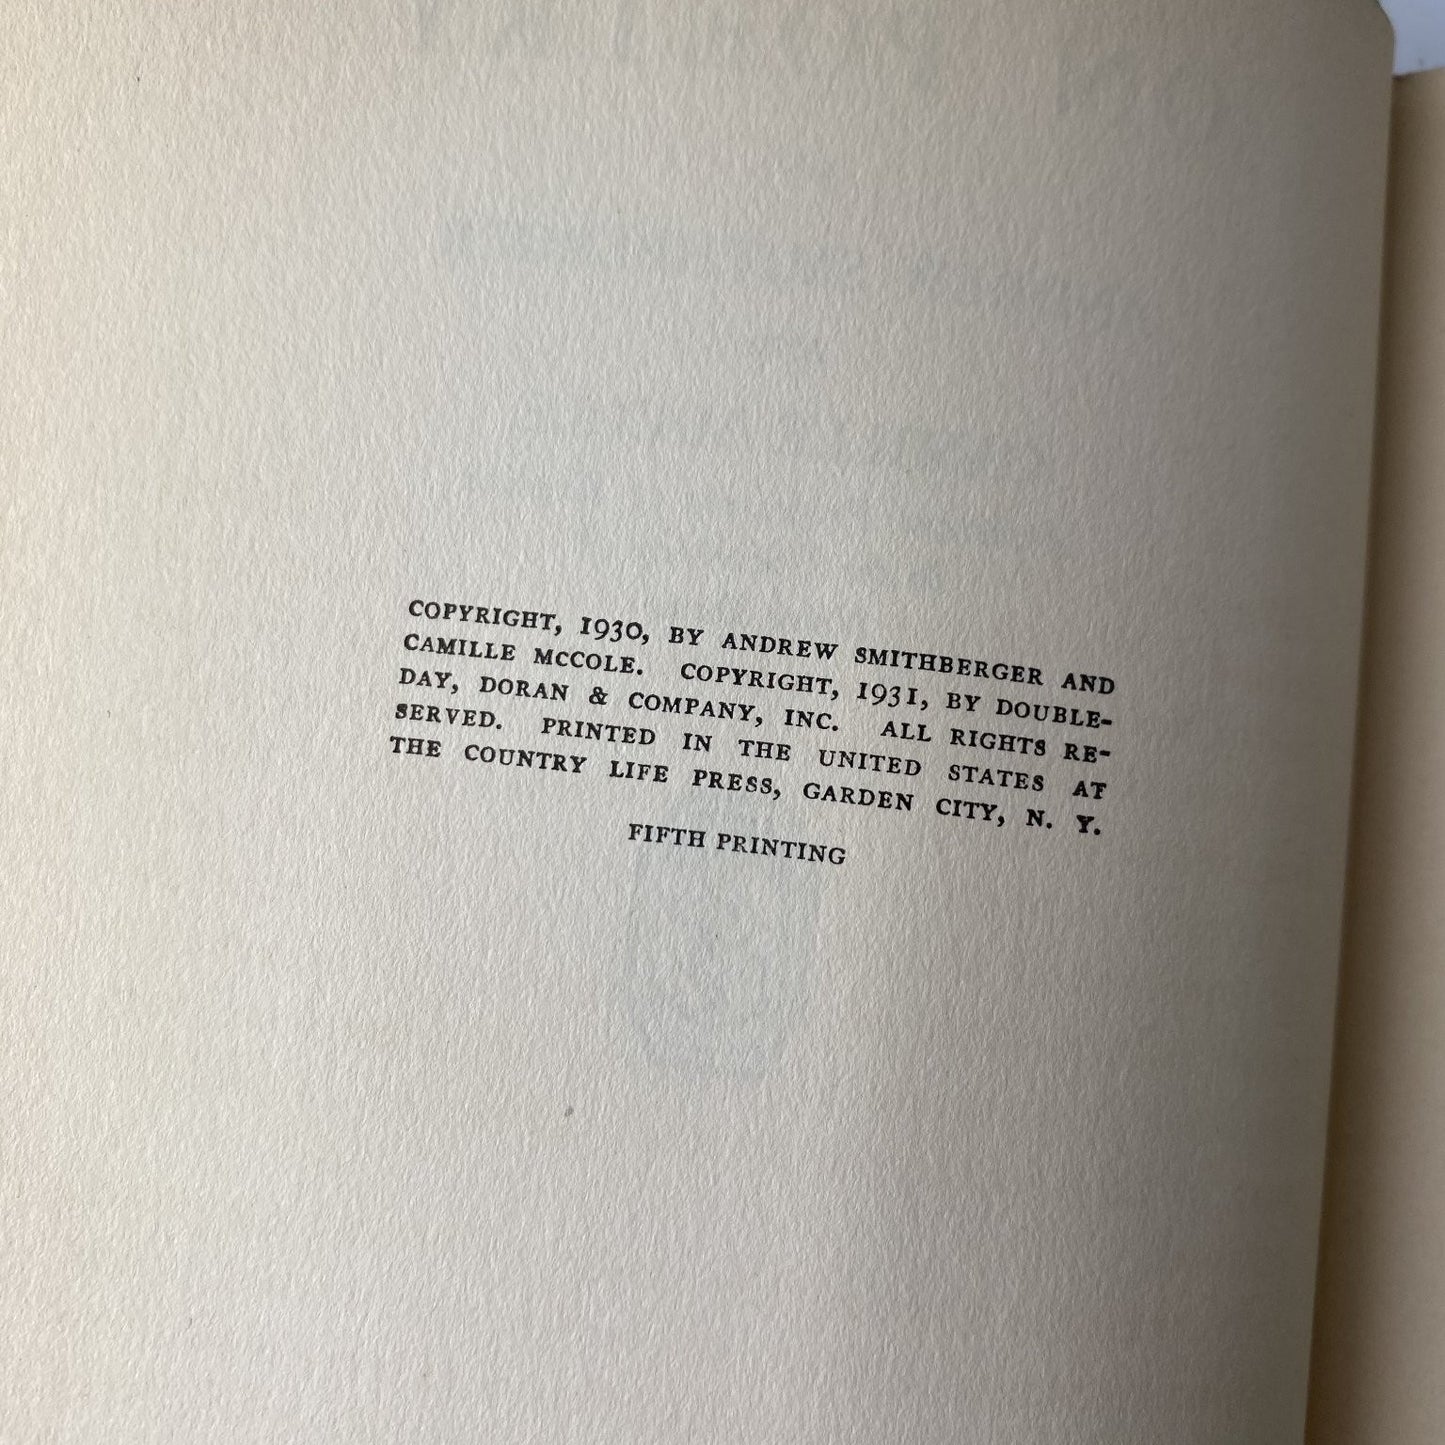 COPYRIGHT, 1930, BY ANDREW SMITHBERGER AND
CAMILLE MCCOLE. COPYRIGHT, 1931, BY DOUBLE-
DAY, DORAN & COMPANY, INC. ALL RIGHTS RE-
SERVED. PRINTED IN THE UNITED STATES AT
THE COUNTRY LIFE PRESS, GARDEN CITY, N. Y.
FIFTH PRINTING